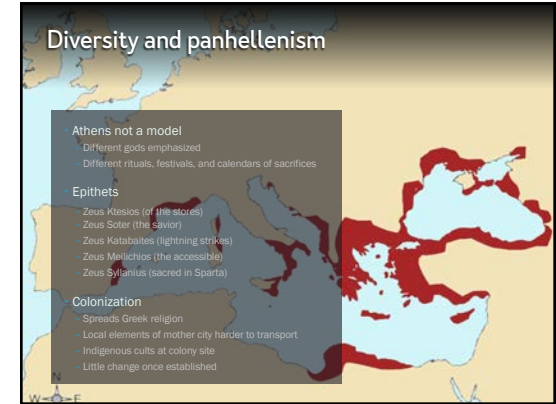 Diversity and panhellenism
Athens not a model
Different gods emphasized
Different rituals, festivals, and calendars of sacrifices
Epithets
Zeus Ktesios (of the stores)
Zeus Soter (the savior)
Zeus Katabaites (lightning strikes)
Zeus Meilichios (the accessible)
Zeus Syllanius (sacred in Sparta)
Colonization
Spreads Greek religion
Local elements of mother city harder to transport
Indigenous cults at colony site
Little change once established
N
W E